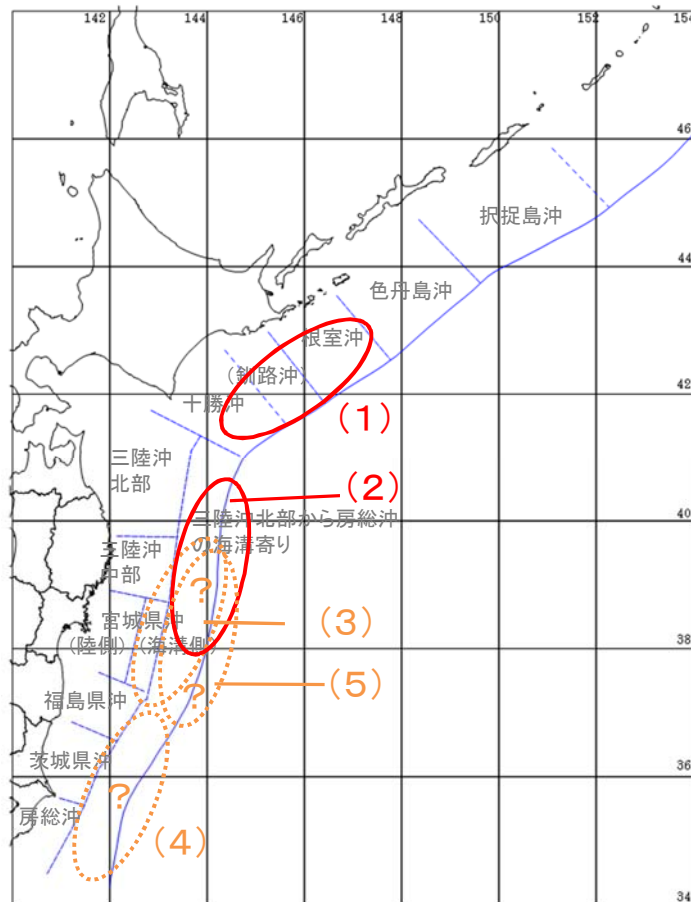 142 144 146 148 150 152 154
46
択捉島沖
44
色丹島沖
根室沖
(釧路沖)
42
十勝沖
(1)
三陸沖
北部
(2)
40
三陸沖北部から房総沖
の海溝寄り
三陸沖
中部
?
宮城県沖
(3)
(陸側)(海溝側)
38
(5)
?
福島県沖
茨城県沖
36
?
房総沖
(4)
34